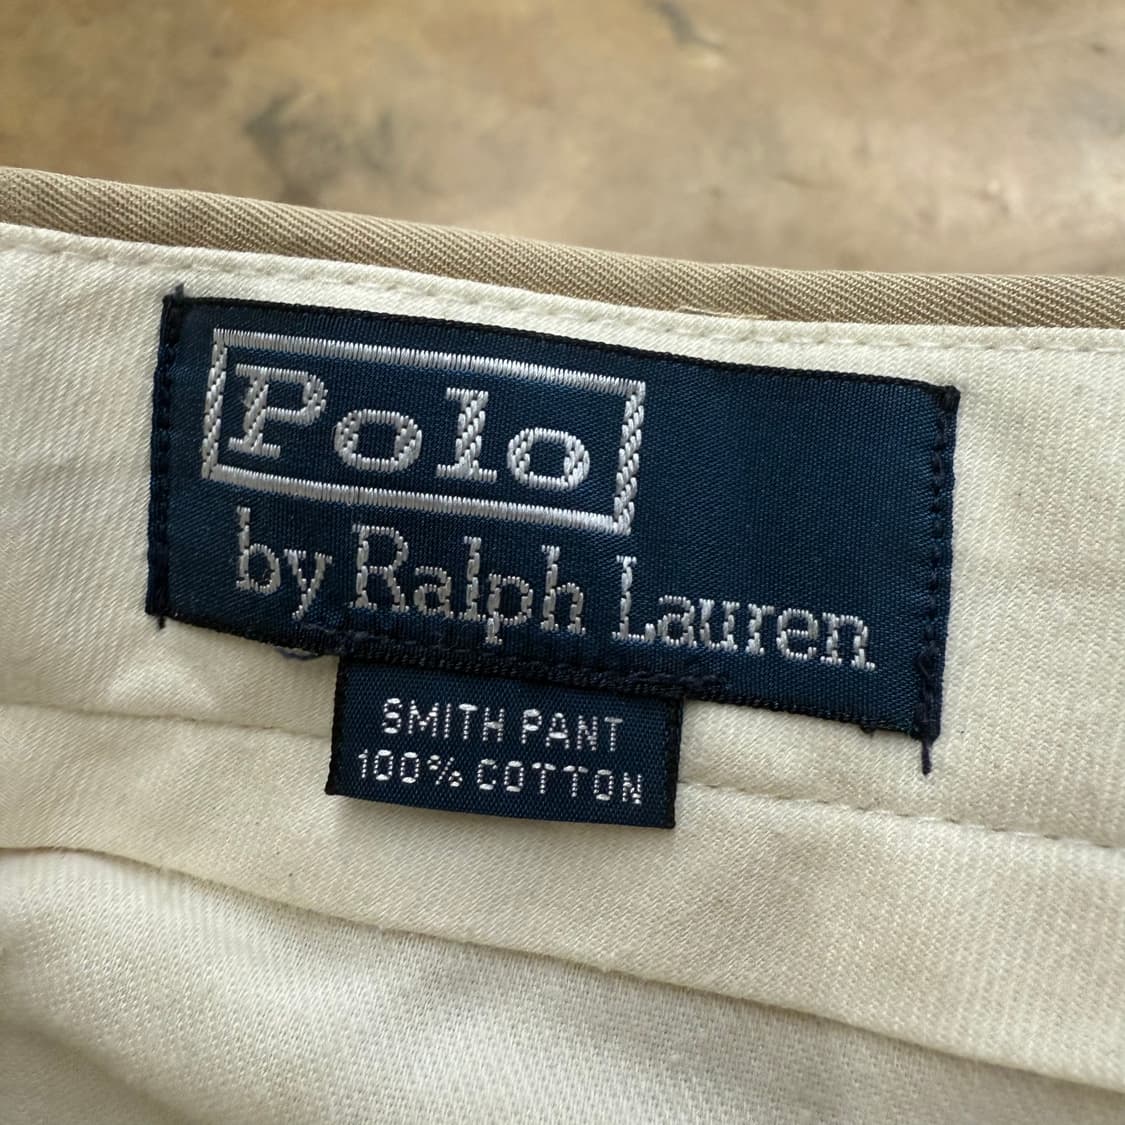 Polo
by Ralph Lauren
SMITH PANT
100% COTTON